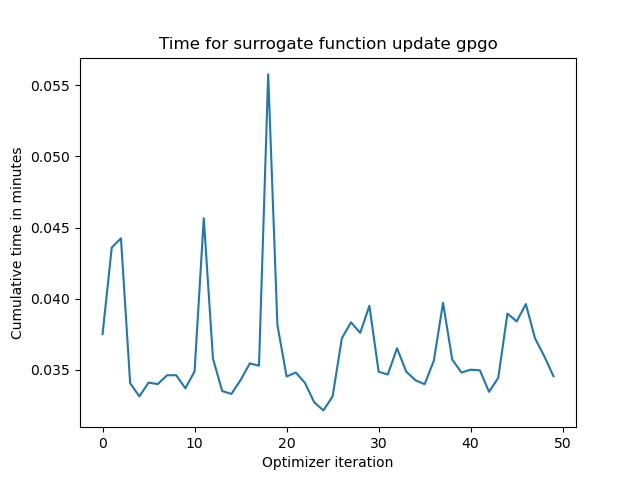 Time for surrogate function update gpgo
Cumulative time in minutes
0.055
0.050
0.045
0.040
0.035
0 10 20 30 40 50
Optimizer iteration